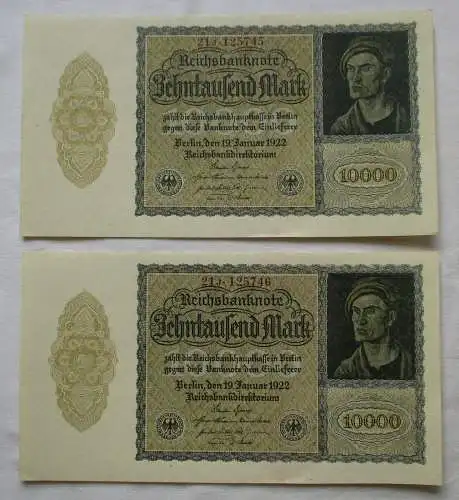 21J·125745
Reichsbanknote
Zehntausend Mark
zahlt die Reichsbankhauptkasse in Berlin
gegen diese Banknote dem Einlieferer
Berlin, den 19. Januar 1922
Reichsbankdirektorium
10000
21J·125746
Reichsbanknote
Zehntausend Mark
zahlt die Reichsbankhauptkasse in Berlin
gegen diese Banknote dem Einlieferer
Berlin, den 19. Januar 1922
Reichsbankdirektorium
10000